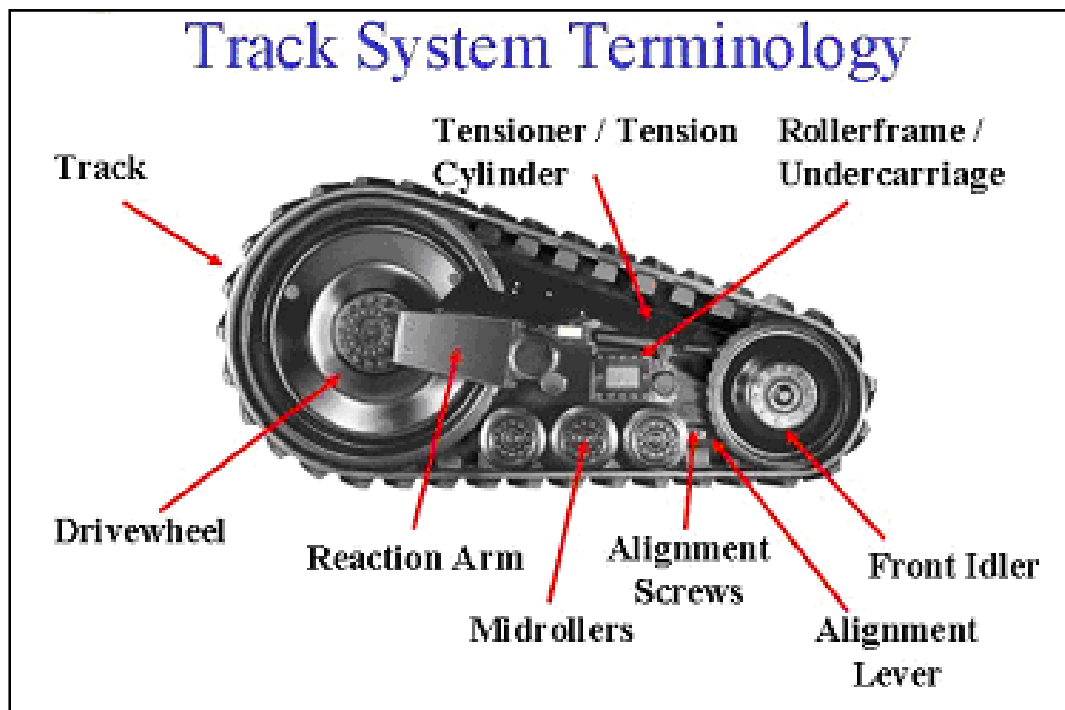 Track System Terminology
Tensioner / Tension
Cylinder
Rollerframe /
Undercarriage
Track
Drivewheel
Reaction Arm
Midrollers
Alignment
Screws
Front Idler
Alignment
Lever